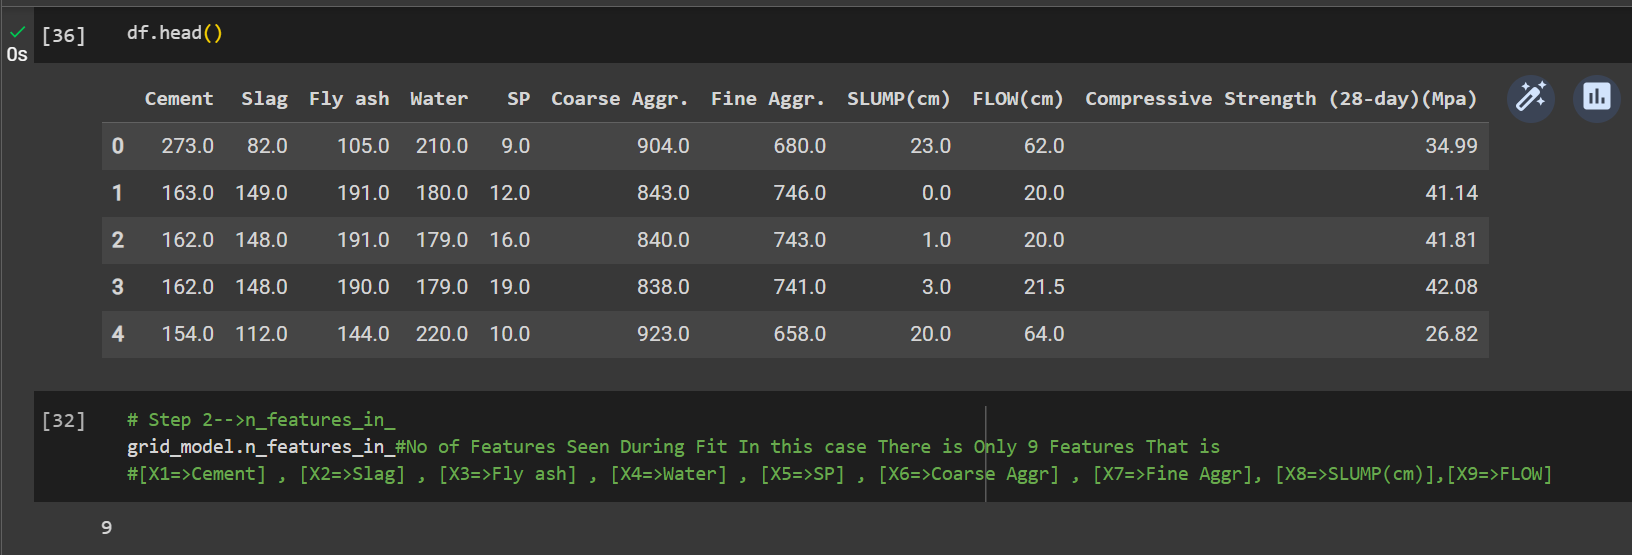 [36] df.head()
0s
Cement Slag Fly ash Water SP Coarse Aggr. Fine Aggr. SLUMP(cm) FLOW(cm) Compressive Strength (28-day)(Mpa)
0 273.0 82.0 105.0 210.0 9.0 904.0 680.0 23.0 62.0 34.99
1 163.0 149.0 191.0 180.0 12.0 843.0 746.0 0.0 20.0 41.14
2 162.0 148.0 191.0 179.0 16.0 840.0 743.0 1.0 20.0 41.81
3 162.0 148.0 190.0 179.0 19.0 838.0 741.0 3.0 21.5 42.08
4 154.0 112.0 144.0 220.0 10.0 923.0 658.0 20.0 64.0 26.82
[32] # Step 2-->n_features_in_
grid_model.n_features_in_#No of Features Seen During Fit In this case There is Only 9 Features That is
#[X1=>Cement] , [X2=>Slag] , [X3=>Fly ash] , [X4=>Water] , [X5=>SP] , [X6=>Coarse Aggr] , [X7=>Fine Aggr], [X8=>SLUMP(cm)],[X9=>FLOW]
9